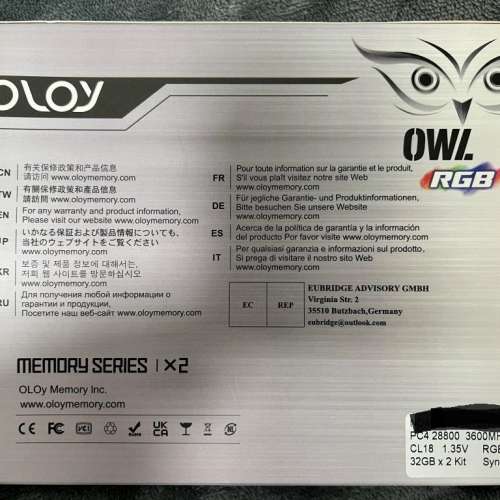 OLOy
OWL
RGB
CN 有关保修政策和产品信息
请访问 www.oloymemory.com
TW 有關保修政策和產品信息
請訪問 www.oloymemory.com
EN For any warranty and product information,
Please visit www.oloymemory.com
JP いかなる保証および製品情報についても、
当社のウェブサイトをご覧ください
KR 보증 및 제품 정보에 대해서는,
저희 웹 사이트를 방문하십시오
RU Для получения любой информации о
гарантии и продукции,
Посетите наш веб-сайт www.oloymemory.com
FR Pour toute information sur la garantie et le produit,
S'il vous plaît visitez notre site Web
www.oloymemory.com
DE Für jegliche Garantie- und Produktinformationen,
Bitte besuchen Sie unsere Website
www.oloymemory.com
ES Acerca de la política de garantía y la información
del producto Por favor visite www.oloymemory.com
IT Per qualsiasi garanzia e informazioni sul prodotto,
Si prega di visitare il nostro sito Web
www.oloymemory.com
EC REP
EUBRIDGE ADVISORY GMBH
Virginia Str. 2
35510 Butzbach,Germany
eubridge@outlook.com
MEMORY SERIES | X2
OLOy Memory Inc.
www.oloymemory.com
CE FC VCI UK CA
PC4 28800 3600MH
CL18 1.35V RGB
32GB x 2 Kit Syn